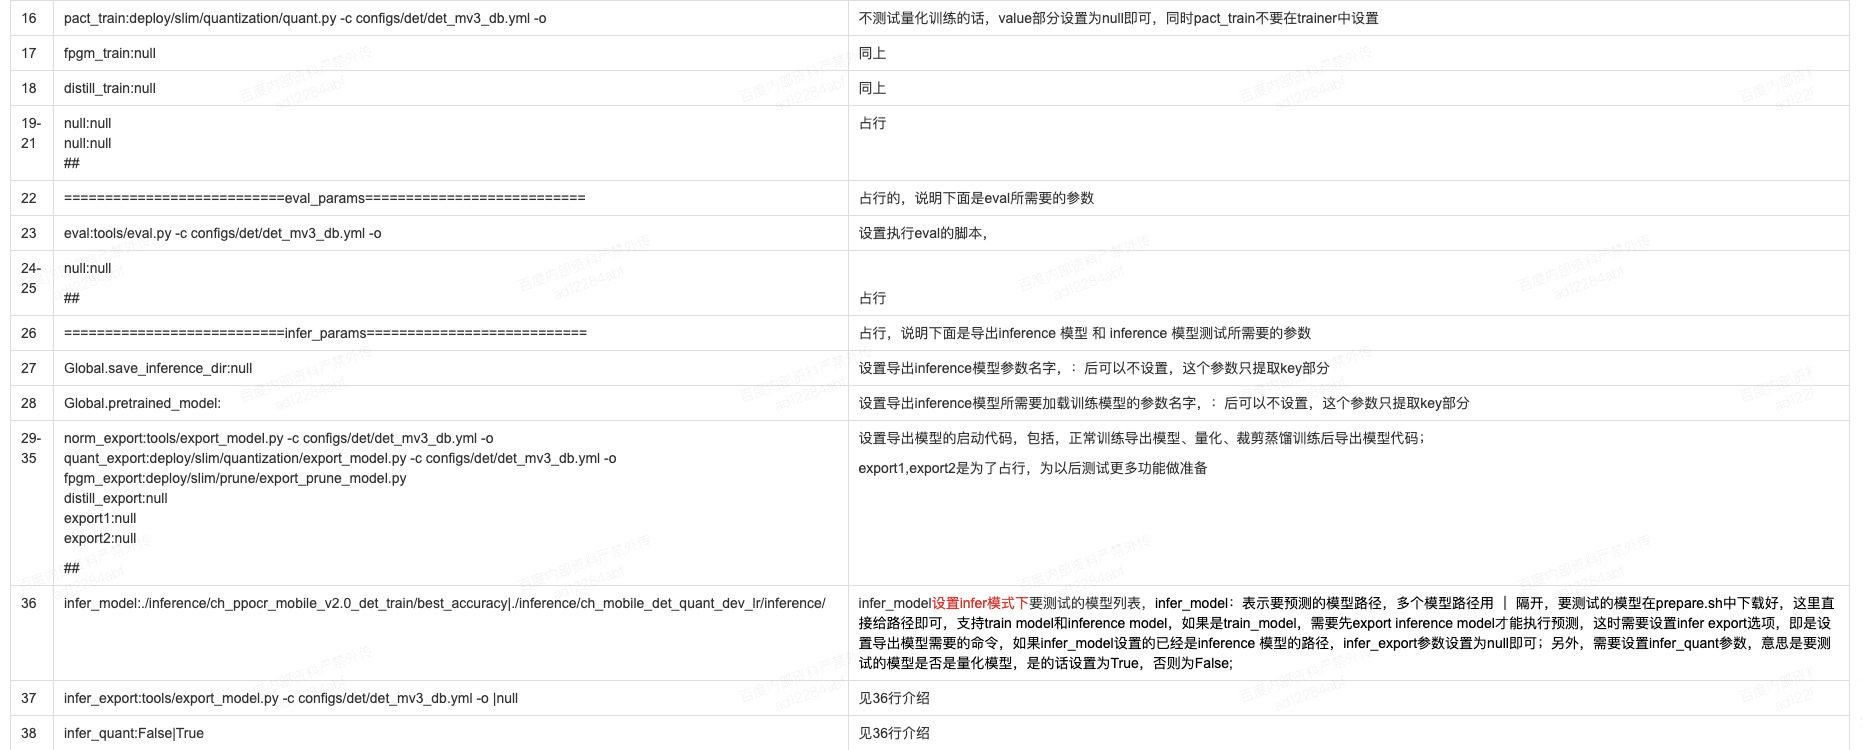 16
pact_train:deploy/slim/quantization/quant.py -c configs/det/det_mv3_db.yml -o
不测试量化训练的话，value部分设置为null即可，同时pact_train不要在trainer中设置
17
fpgm_train:null
同上
18
distill_train:null
同上
19-
21
null:null
null:null
##
占行
22
===========================eval_params===========================
占行的，说明下面是eval所需要的参数
23
eval:tools/eval.py -c configs/det/det_mv3_db.yml -o
设置执行eval的脚本，
24-
25
null:null
##
占行
26
===========================infer_params===========================
占行，说明下面是导出inference 模型 和 inference 模型测试所需要的参数
27
Global.save_inference_dir:null
设置导出inference模型参数名字，：后可以不设置，这个参数只提取key部分
28
Global.pretrained_model:
设置导出inference模型所需要加载训练模型的参数名字，：后可以不设置，这个参数只提取key部分
29-
35
norm_export:tools/export_model.py -c configs/det/det_mv3_db.yml -o
quant_export:deploy/slim/quantization/export_model.py -c configs/det/det_mv3_db.yml -o
fpgm_export:deploy/slim/prune/export_prune_model.py
distill_export:null
export1:null
export2:null
##
设置导出模型的启动代码，包括，正常训练导出模型、量化、裁剪蒸馏训练后导出模型代码；
export1,export2是为了占行，为以后测试更多功能做准备
36
infer_model:./inference/ch_ppocr_mobile_v2.0_det_train/best_accuracy|./inference/ch_mobile_det_quant_dev_lr/inference/
infer_model设置infer模式下要测试的模型列表，infer_model：表示要预测的模型路径，多个模型路径用 ｜ 隔开，要测试的模型在prepare.sh中下载好，这里直
接给路径即可，支持train model和inference model，如果是train_model，需要先export inference model才能执行预测，这时需要设置infer export选项，即是设
置导出模型需要的命令，如果infer_model设置的已经是inference 模型的路径，infer_export参数设置为null即可；另外，需要设置infer_quant参数，意思是要测
试的模型是否是量化模型，是的话设置为True，否则为False;
37
infer_export:tools/export_model.py -c configs/det/det_mv3_db.yml -o |null
见36行介绍
38
infer_quant:False|True
见36行介绍
百度内部资料严禁外传
ad12284abf